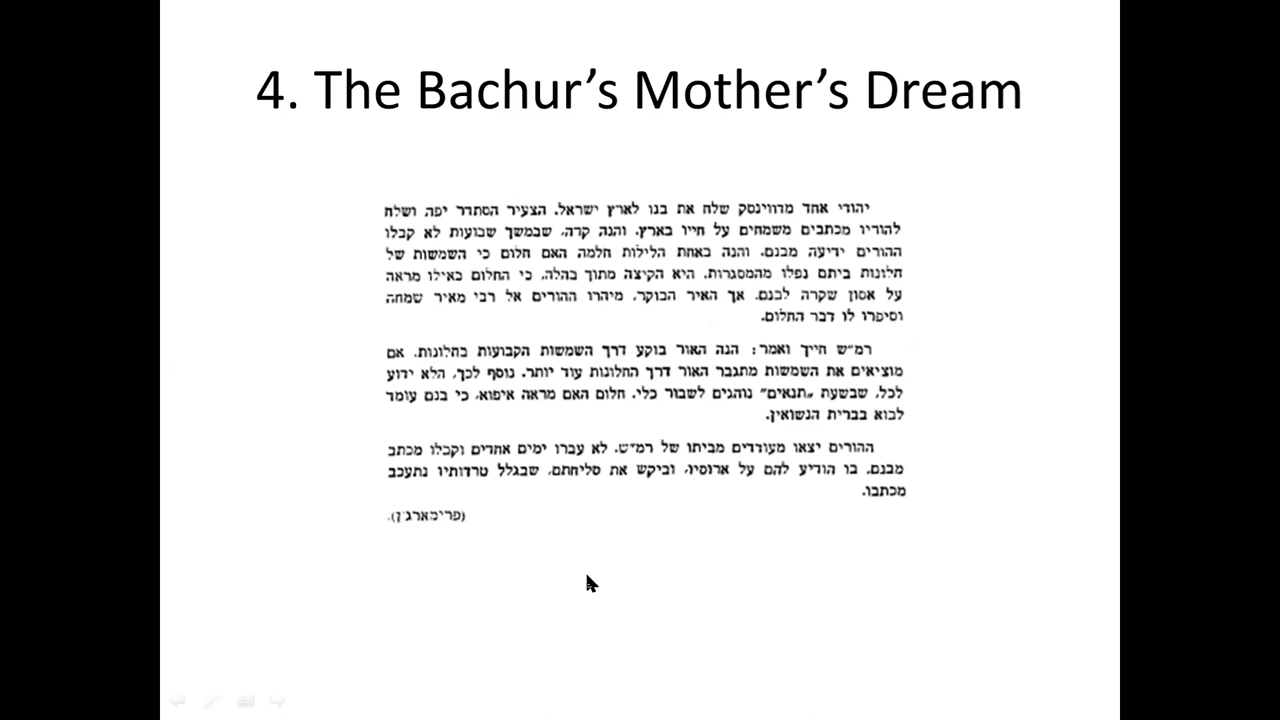 4. The Bachur’s Mother’s Dream
יהודי אחד מדווינסק שלח את בנו לארץ ישראל. הצעיר הסתדר יפה, ושלח
להוריו מכתבים משמחים על חייו בארץ. והנה קרה, שבמשך שבועות לא קבלו
ההורים ידיעה מבנם. והנה באחת הלילות חלמה האם חלום כי השמשות של
חלונות ביתם נפלו מהמסגרות. היא הקיצה מתוך בהלה, כי החלום כאילו מראה
על אסון שקרה לבנם. אך האיר הבוקר, מיהרו ההורים אל רבי מאיר שמחה
וסיפרו לו דבר החלום.
רמ״ש חייך ואמר: הנה האור בוקע דרך השמשות הקבועות בחלונות. אם
מוציאים את השמשות מתגבר האור דרך החלונות עוד יותר. נוסף לכך, הלא ידוע
לכל, שבשעת „תנאים” נוהגים לשבור כלי. חלום האם מראה איפוא, כי בנם עומד
לבוא בברית הנשואין.
ההורים יצאו מעודדים מביתו של רמ״ש. לא עברו ימים אחדים וקבלו מכתב
מבנם, בו הודיע להם על ארוסיו, וביקש את סליחתם, שבגלל טרדותיו נתעכב
מכתבו.
(פרימארג׳ן).